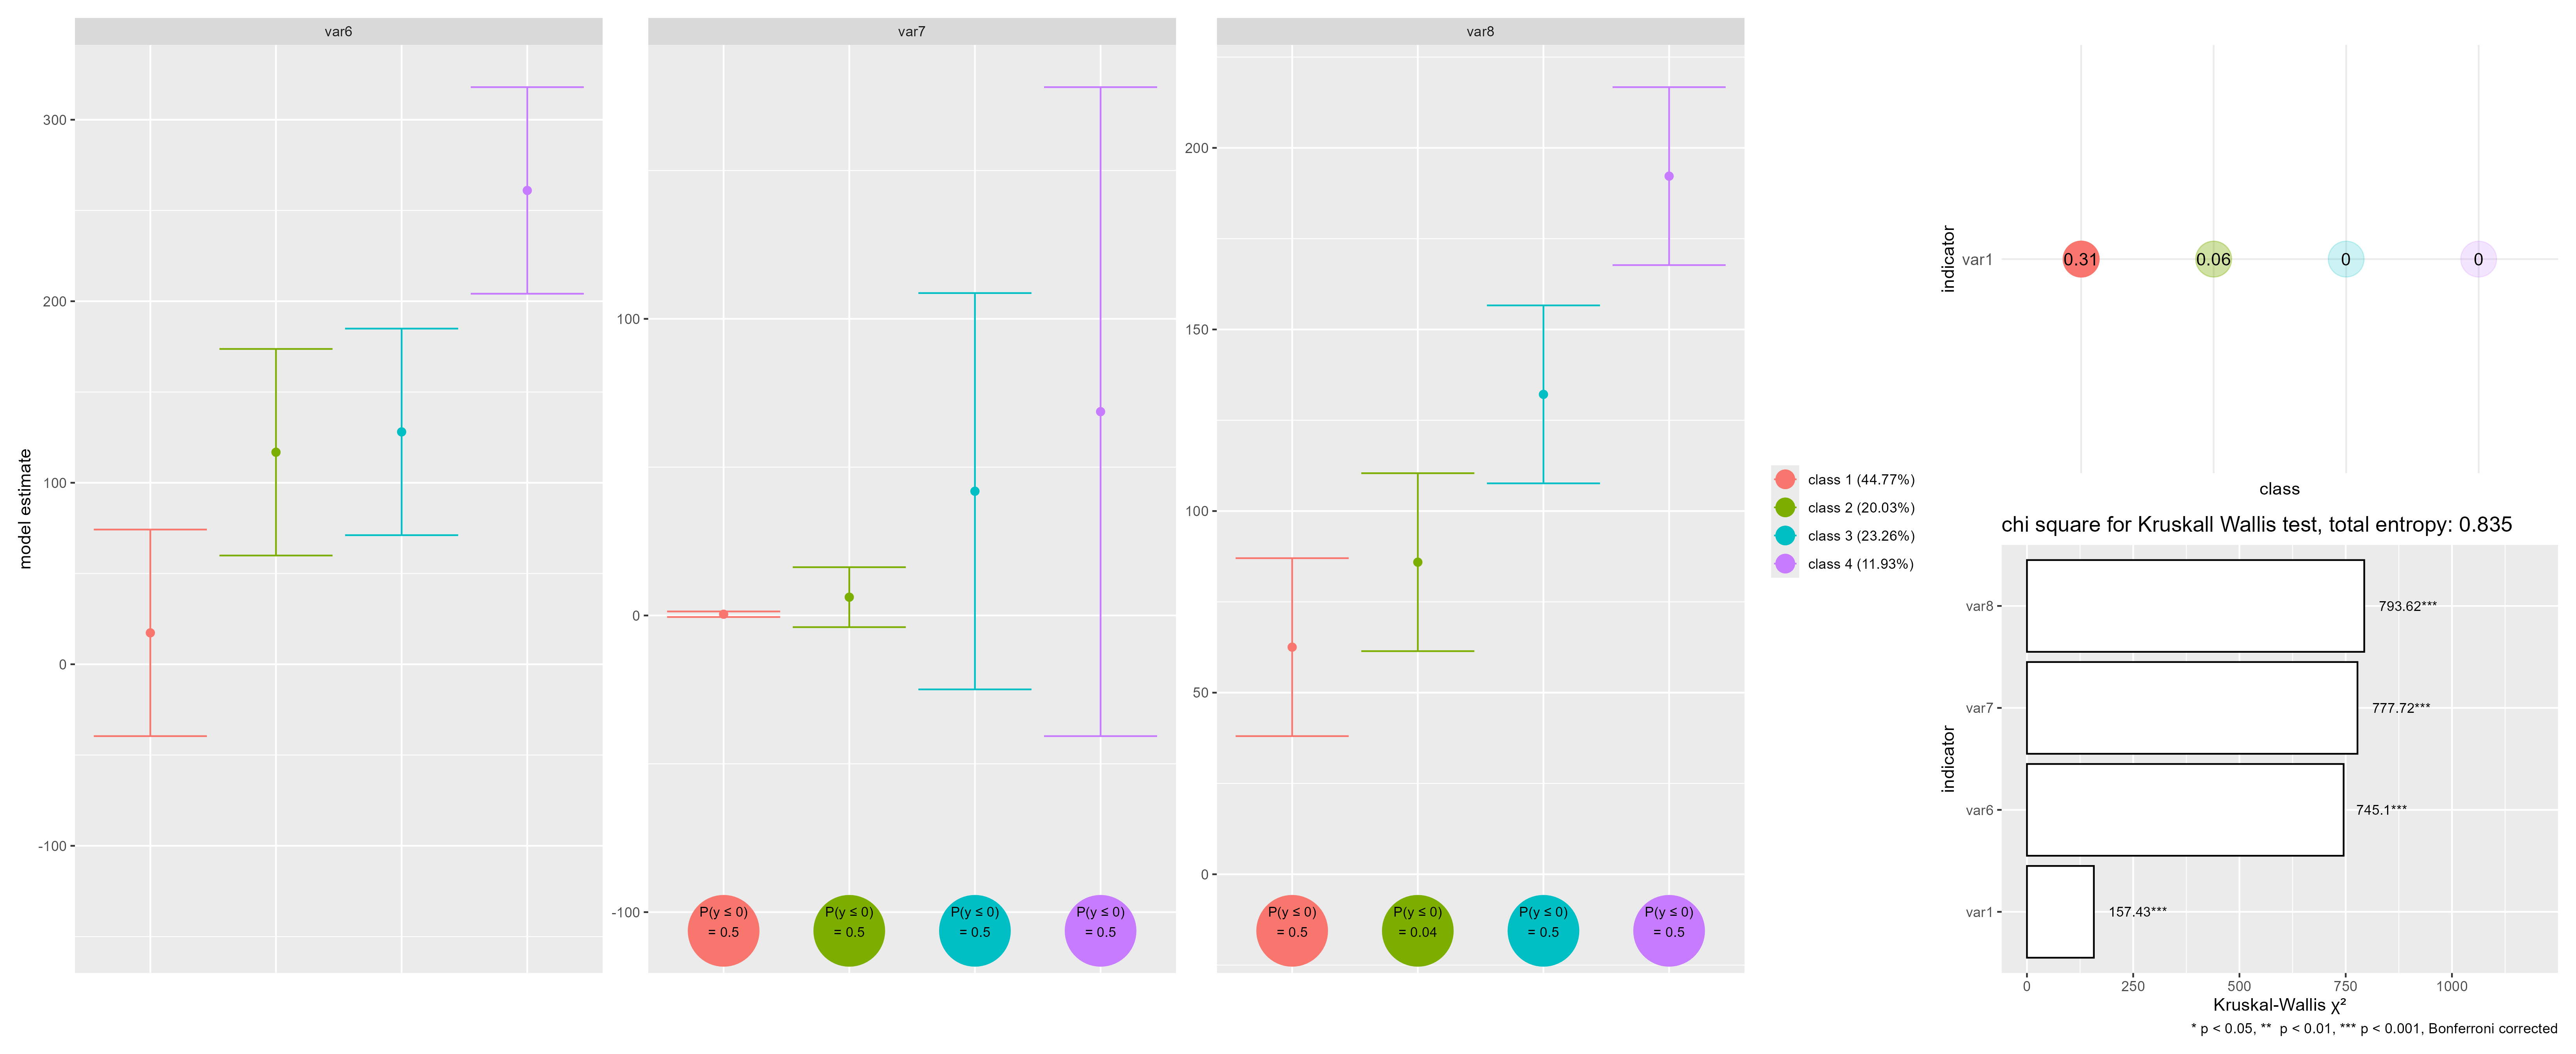 var6
var7
var8
model estimate
300
200
100
0
-100
100
0
-100
200
150
100
50
0
P(y ≤ 0)
= 0.5
P(y ≤ 0)
= 0.5
P(y ≤ 0)
= 0.5
P(y ≤ 0)
= 0.5
P(y ≤ 0)
= 0.5
P(y ≤ 0)
= 0.04
P(y ≤ 0)
= 0.5
P(y ≤ 0)
= 0.5
class 1 (44.77%)
class 2 (20.03%)
class 3 (23.26%)
class 4 (11.93%)
indicator
var1
0.31
0.06
0
0
class
chi square for Kruskall Wallis test, total entropy: 0.835
indicator
var8
793.62***
var7
777.72***
var6
745.1***
var1
157.43***
0
250
500
750
1000
Kruskal-Wallis χ²
* p < 0.05, **  p < 0.01, *** p < 0.001, Bonferroni corrected